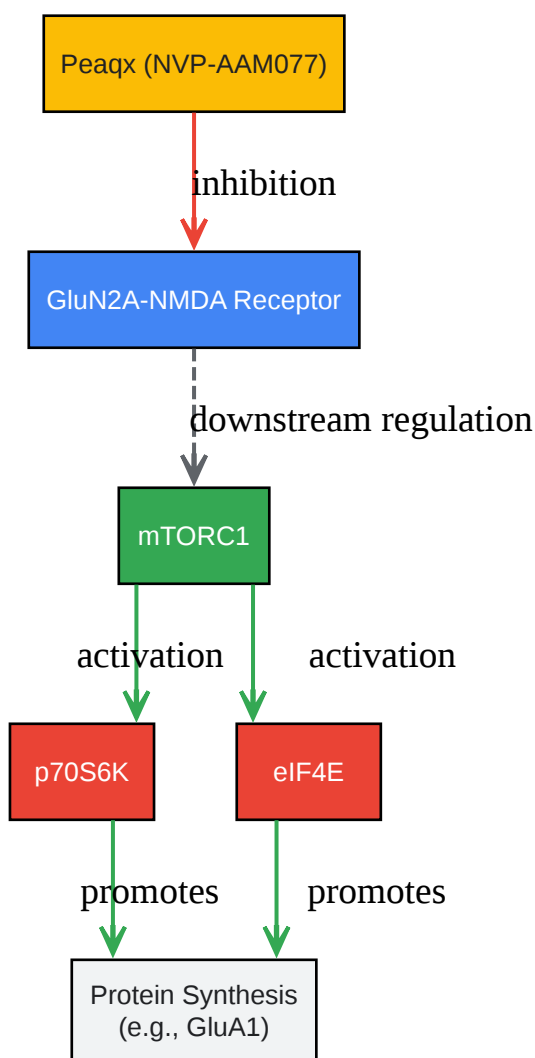 Peaqx (NVP-AAM077)
inhibition
GluN2A-NMDA Receptor
downstream regulation
mTORC1
activation
activation
p70S6K
eIF4E
promotes
promotes
Protein Synthesis
(e.g., GluA1)